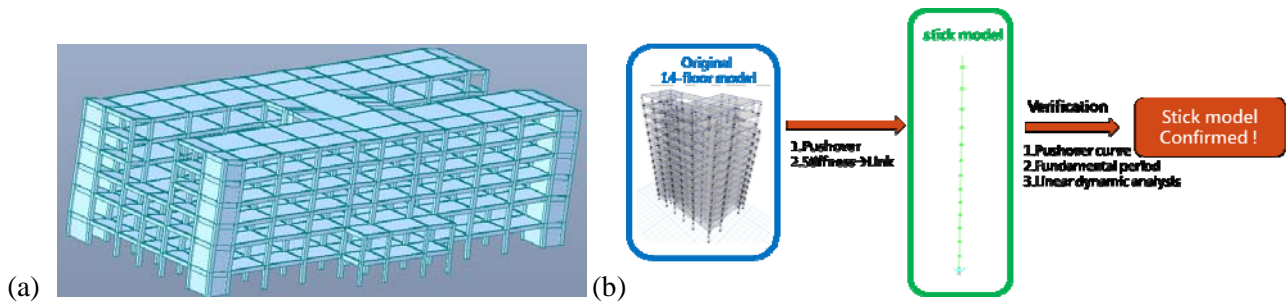 (a)
(b)
Original
14-floor model
1.Pushover
2.Stiffness→Link
stick model
Verification
1.Pushover curve
2.Fundamental period
3.Linear dynamic analysis
Stick model
Confirmed !